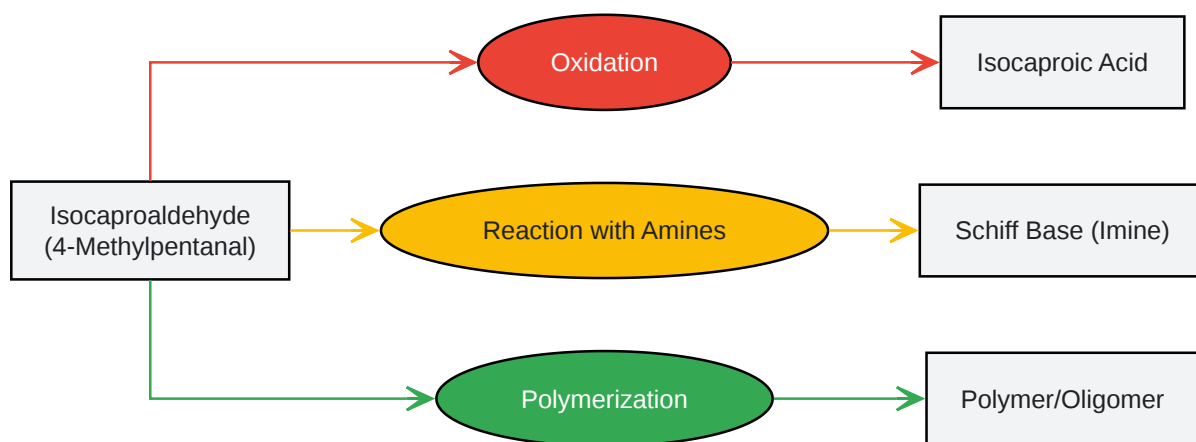 Oxidation
Isocaproic Acid
Isocaproaldehyde
(4-Methylpentanal)
Reaction with Amines
Schiff Base (Imine)
Polymerization
Polymer/Oligomer